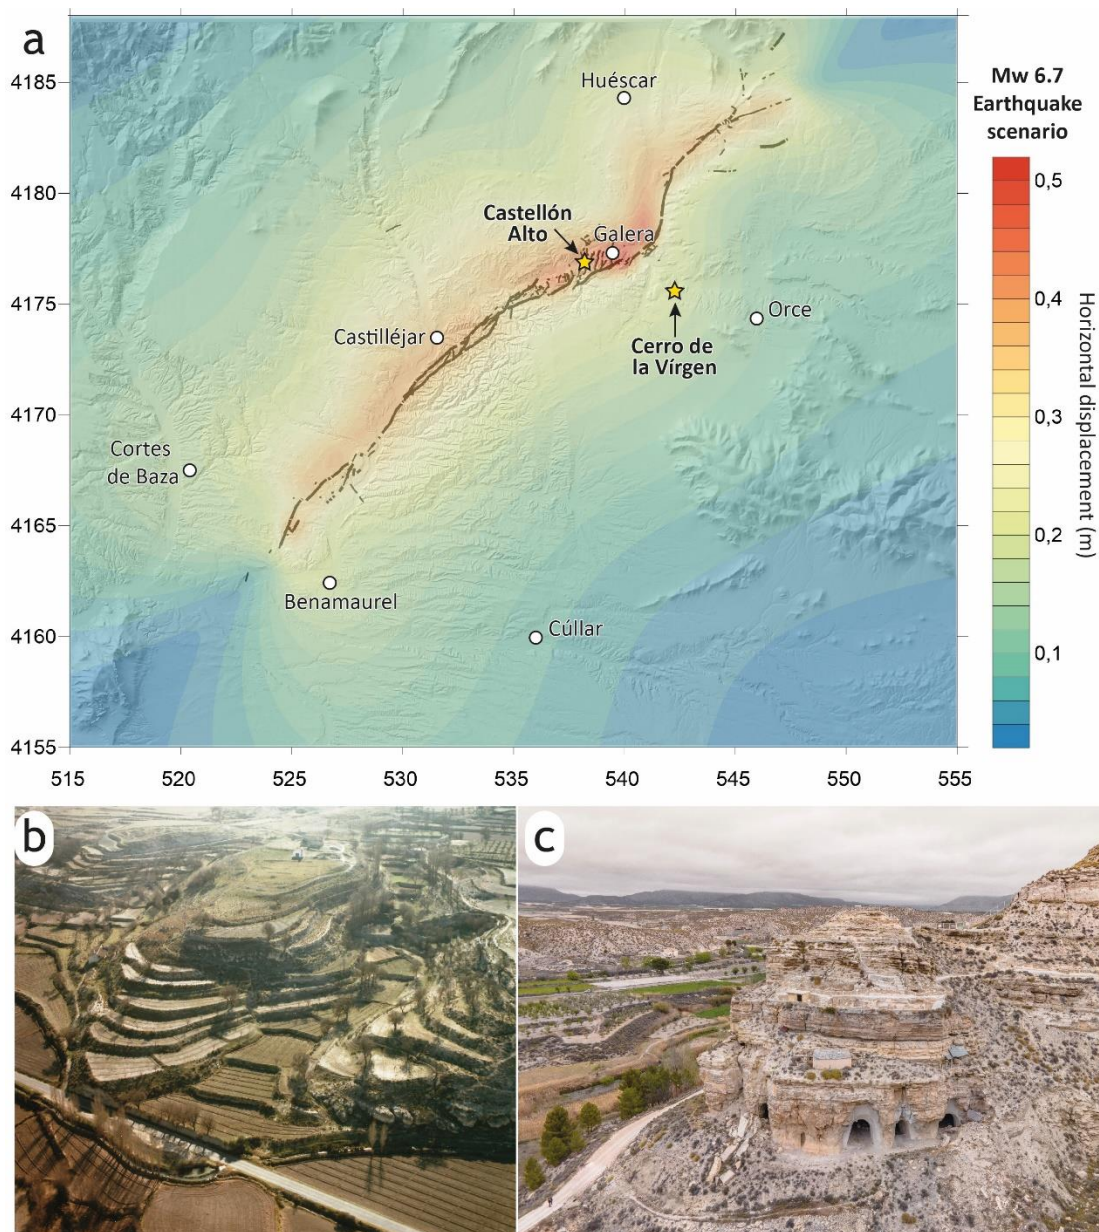 a
Mw 6.7
Earthquake
scenario
4185
4180
4175
4170
4165
4160
4155
515
520
525
530
535
540
545
550
555
Huéscar
Castellón
Alto
Galera
Orce
Cerro de
la Vírgen
Castilléjar
Cortes
de Baza
Benamaurel
Cúllar
0,5
0,4
0,3
0,2
0,1
Horizontal displacement (m)
b
c